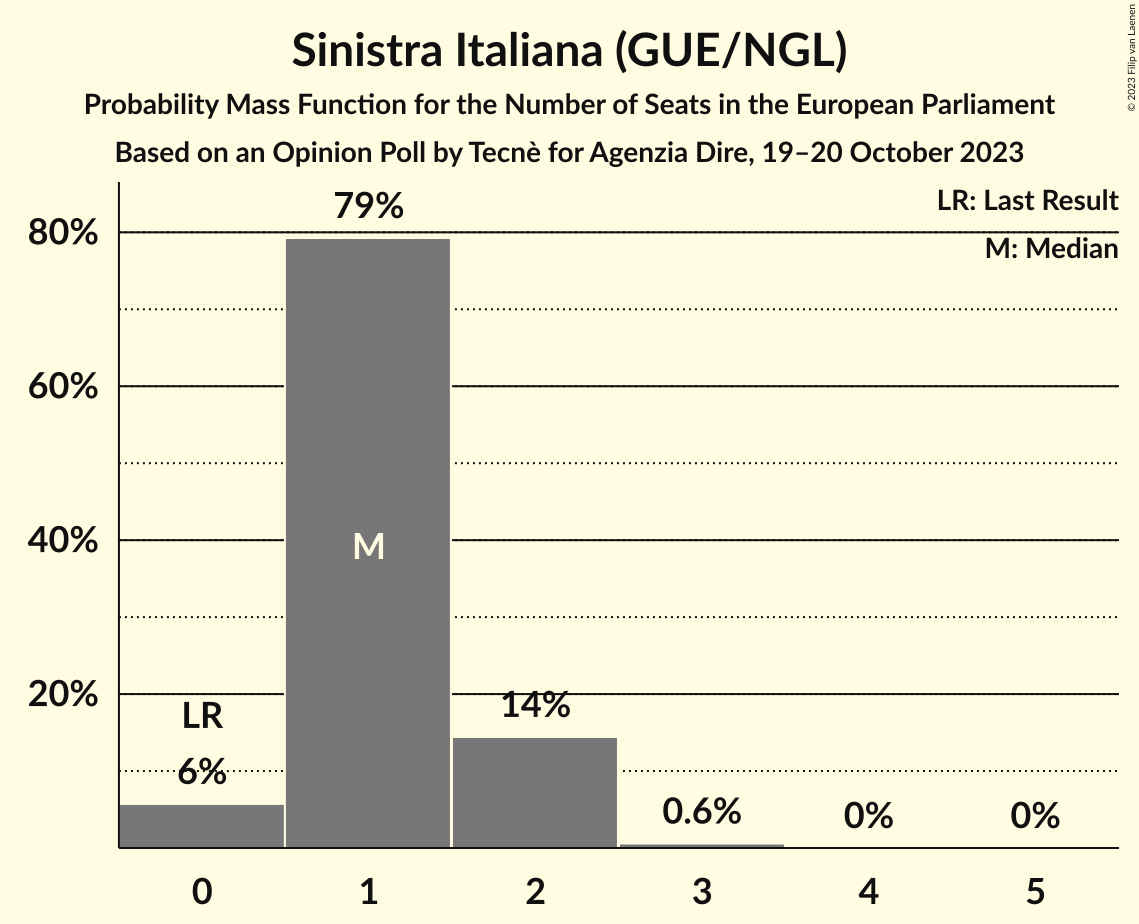 Sinistra Italiana (GUE/NGL)
Probability Mass Function for the Number of Seats in the European Parliament
Based on an Opinion Poll by Tecnè for Agenzia Dire, 19–20 October 2023
© 2023 Filip van Laenen
LR: Last Result
M: Median
80%
60%
40%
20%
LR
6%
79%
M
14%
0.6%
0%
0%
0
1
2
3
4
5